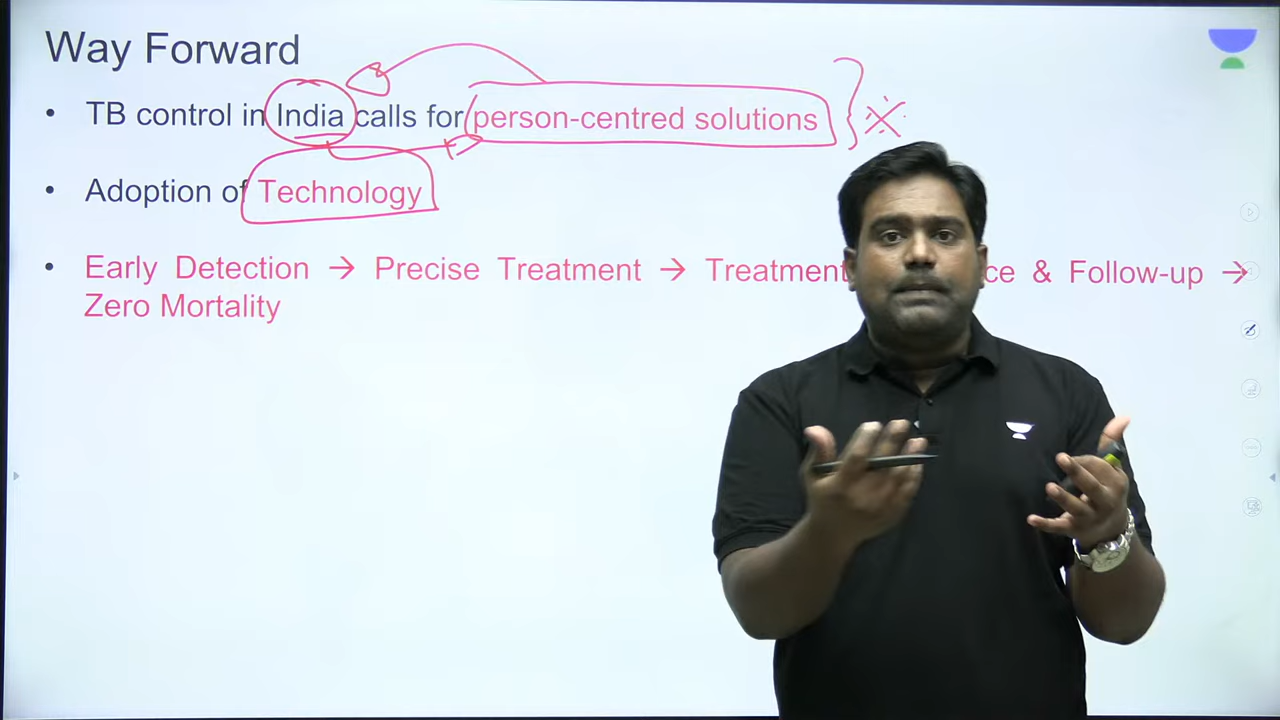 Way Forward
• TB control in India calls for person-centred solutions
• Adoption of Technology
• Early Detection → Precise Treatment → Treatment ce & Follow-up →
Zero Mortality